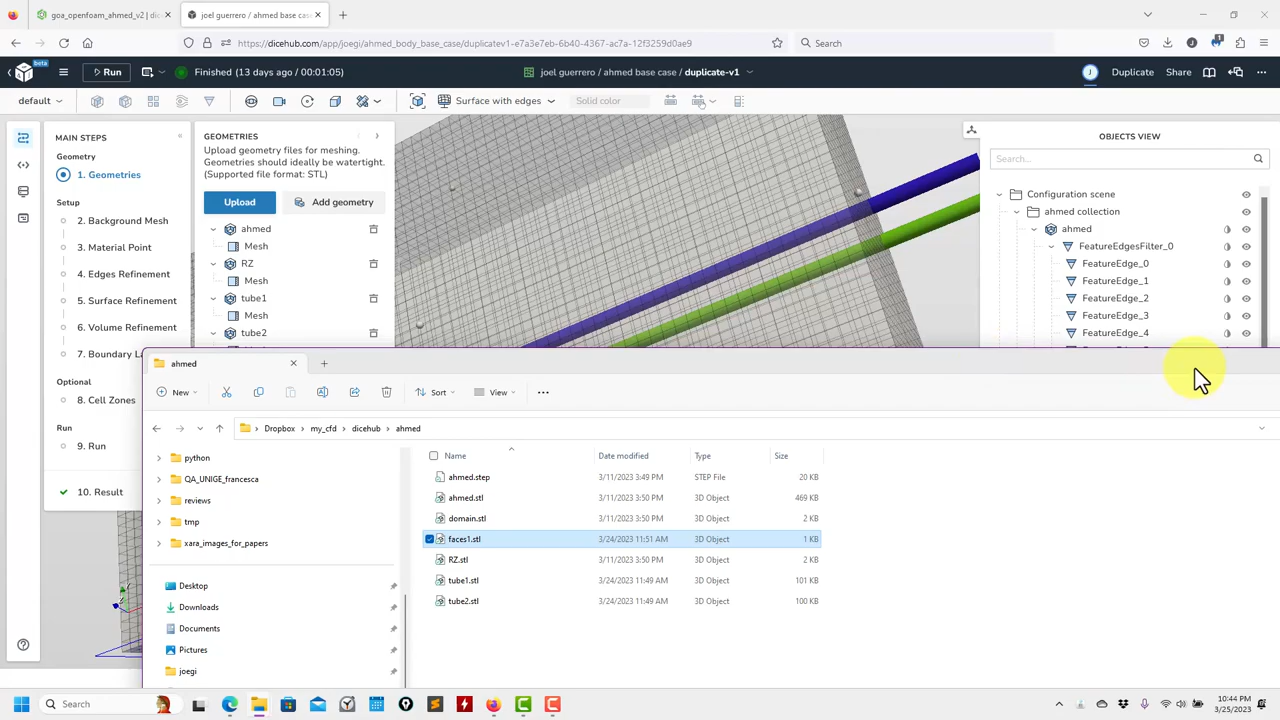 goa_openfoam_ahmed_v2 | dic
joel guerrero / ahmed base cas
https://dicehub.com/app/joegi/ahmed_body_base_case/duplicatev1-e7a3e7eb-6b40-4367-ac7a-12f3259d0ae9
Search
beta
Run
Finished (13 days ago / 00:01:05)
joel guerrero / ahmed base case / duplicate-v1
J
Duplicate
Share
default
Surface with edges
Solid color
MAIN STEPS
Geometry
1. Geometries
Setup
2. Background Mesh
3. Material Point
4. Edges Refinement
5. Surface Refinement
6. Volume Refinement
7. Boundary La
Optional
8. Cell Zones
Run
9. Run
10. Result
GEOMETRIES
Upload geometry files for meshing.
Geometries should ideally be watertight.
(Supported file format: STL)
Upload
Add geometry
ahmed
Mesh
RZ
Mesh
tube1
Mesh
tube2
OBJECTS VIEW
Search...
Configuration scene
ahmed collection
ahmed
FeatureEdgesFilter_0
FeatureEdge_0
FeatureEdge_1
FeatureEdge_2
FeatureEdge_3
FeatureEdge_4
ahmed
New
Sort
View
Dropbox
my_cfd
dicehub
ahmed
python
QA_UNIGE_francesca
reviews
tmp
xara_images_for_papers
Desktop
Downloads
Documents
Pictures
joegi
Name Date modified Type Size
ahmed.step 3/11/2023 3:49 PM STEP File 20 KB
ahmed.stl 3/11/2023 3:50 PM 3D Object 469 KB
domain.stl 3/11/2023 3:50 PM 3D Object 2 KB
faces1.stl 3/24/2023 11:51 AM 3D Object 1 KB
RZ.stl 3/11/2023 3:50 PM 3D Object 2 KB
tube1.stl 3/24/2023 11:49 AM 3D Object 101 KB
tube2.stl 3/24/2023 11:49 AM 3D Object 100 KB
Search
10:44 PM
3/25/2023